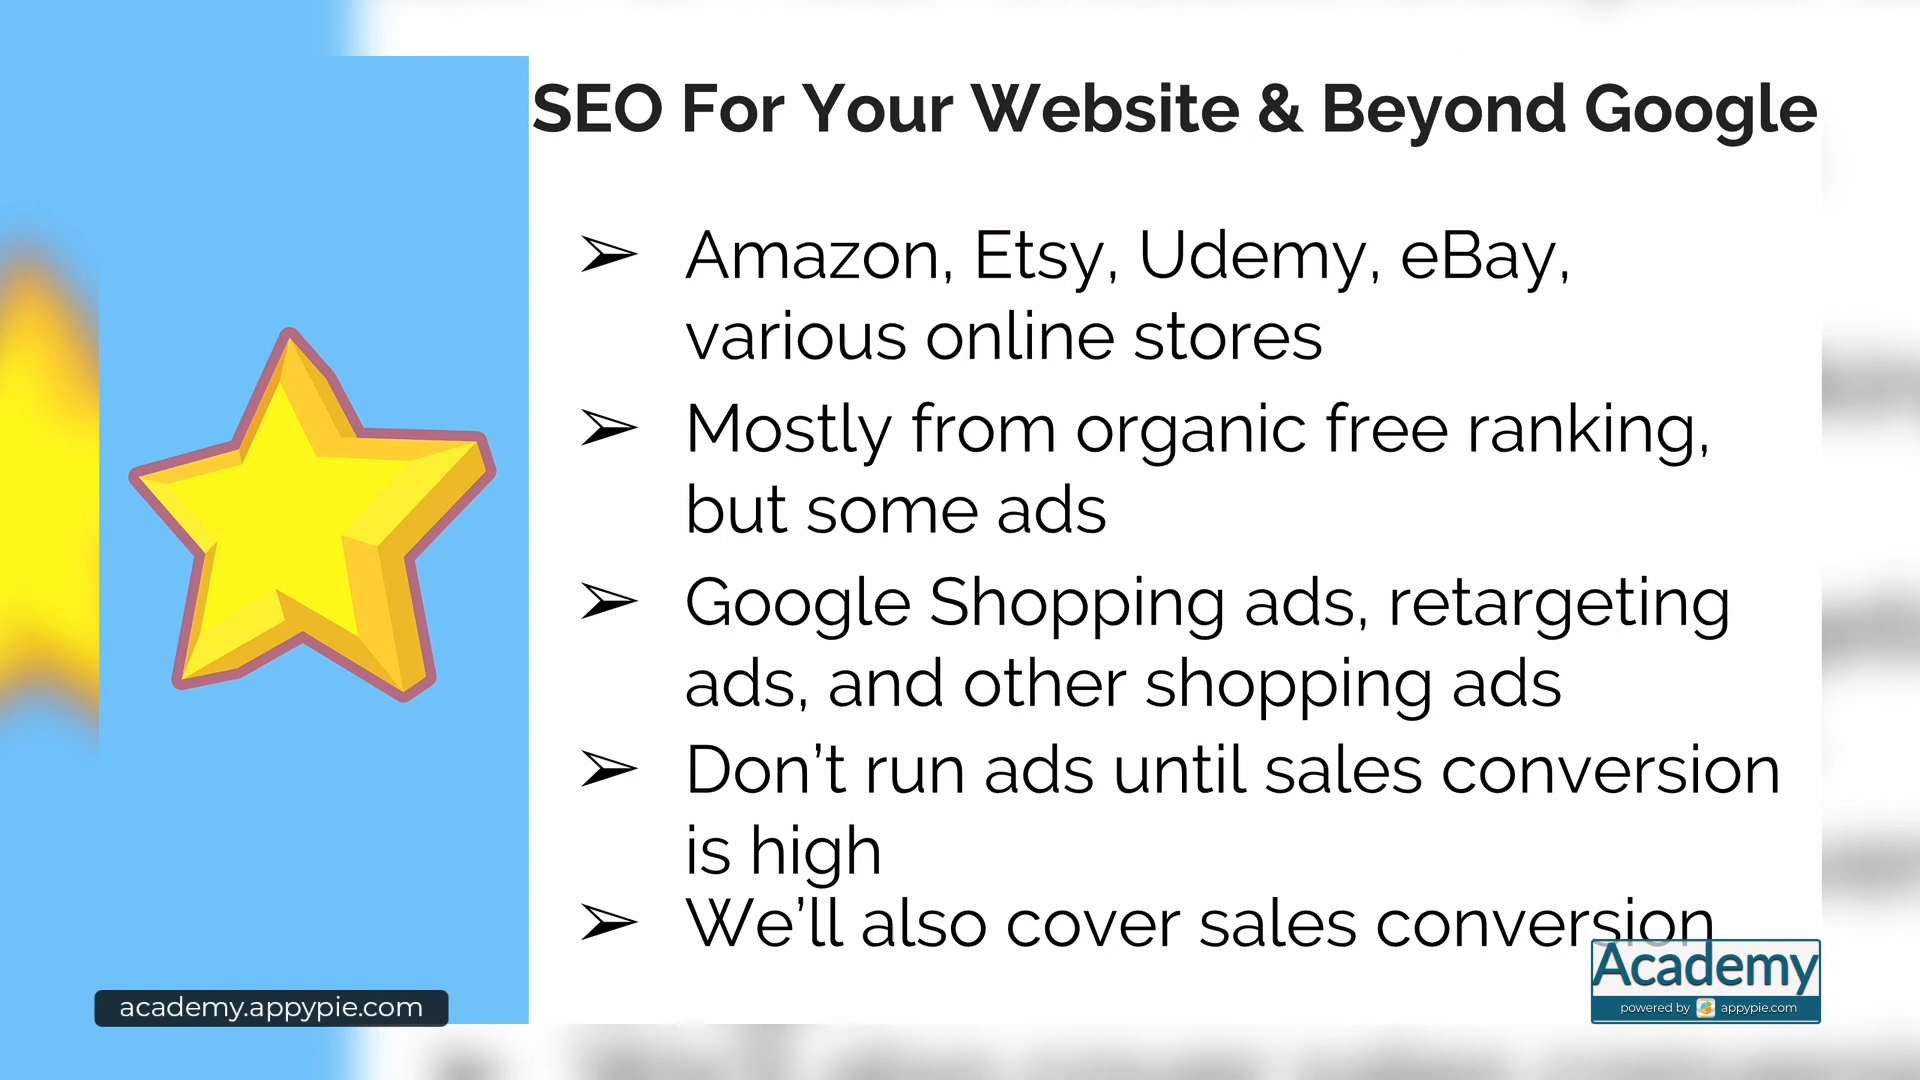 SEO For Your Website & Beyond Google
➢ Amazon, Etsy, Udemy, eBay,
various online stores
➢ Mostly from organic free ranking,
but some ads
➢ Google Shopping ads, retargeting
ads, and other shopping ads
➢ Don’t run ads until sales conversion
is high
➢ We’ll also cover sales conversion
Academy
powered by appypie.com
academy.appypie.com